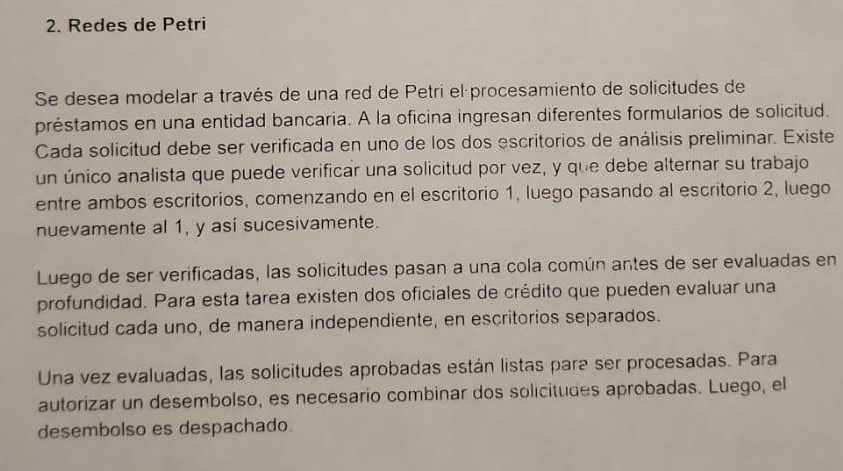 2. Redes de Petri
Se desea modelar a través de una red de Petri el procesamiento de solicitudes de
préstamos en una entidad bancaria. A la oficina ingresan diferentes formularios de solicitud.
Cada solicitud debe ser verificada en uno de los dos escritorios de análisis preliminar. Existe
un único analista que puede verificar una solicitud por vez, y que debe alternar su trabajo
entre ambos escritorios, comenzando en el escritorio 1, luego pasando al escritorio 2, luego
nuevamente al 1, y así sucesivamente.
Luego de ser verificadas, las solicitudes pasan a una cola común antes de ser evaluadas en
profundidad. Para esta tarea existen dos oficiales de crédito que pueden evaluar una
solicitud cada uno, de manera independiente, en escritorios separados.
Una vez evaluadas, las solicitudes aprobadas están listas para ser procesadas. Para
autorizar un desembolso, es necesario combinar dos solicitudes aprobadas. Luego, el
desembolso es despachado.